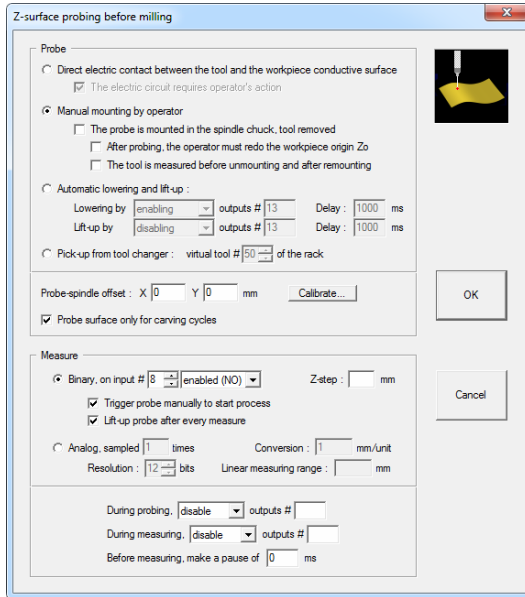 Z-surface probing before milling
Probe
Direct electric contact between the tool and the workpiece conductive surface
The electric circuit requires operator's action
Manual mounting by operator
The probe is mounted in the spindle chuck, tool removed
After probing, the operator must redo the workpiece origin Zo
The tool is measured before unmounting and after remounting
Automatic lowering and lift-up :
Lowering by enabling outputs # 13 Delay : 1000 ms
Lift-up by disabling outputs # 13 Delay : 1000 ms
Pick-up from tool changer : virtual tool # 50 of the rack
Probe-spindle offset : X 0 Y 0 mm Calibrate...
Probe surface only for carving cycles
OK
Measure
Binary, on input # 8 enabled (NO) Z-step : mm
Trigger probe manually to start process
Lift-up probe after every measure
Cancel
Analog, sampled 1 times Conversion : 1 mm/unit
Resolution : 12 bits Linear measuring range : mm
During probing, disable outputs #
During measuring, disable outputs #
Before measuring, make a pause of 0 ms